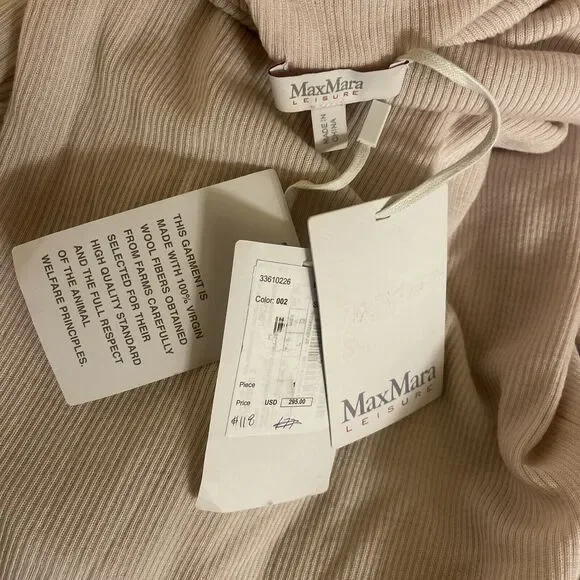 MaxMara
LEISURE
MADE IN
CHINA
THIS GARMENT IS
MADE WITH 100% VIRGIN
WOOL FIBERS OBTAINED
FROM FARMS CAREFULLY
SELECTED FOR THEIR
HIGH QUALITY STANDARD
AND THE FULL RESPECT
OF THE ANIMAL
WELFARE PRINCIPLES.
33610226
Color: 002
Piece 1
Price USD 295.00
$118
MaxMara
LEISURE